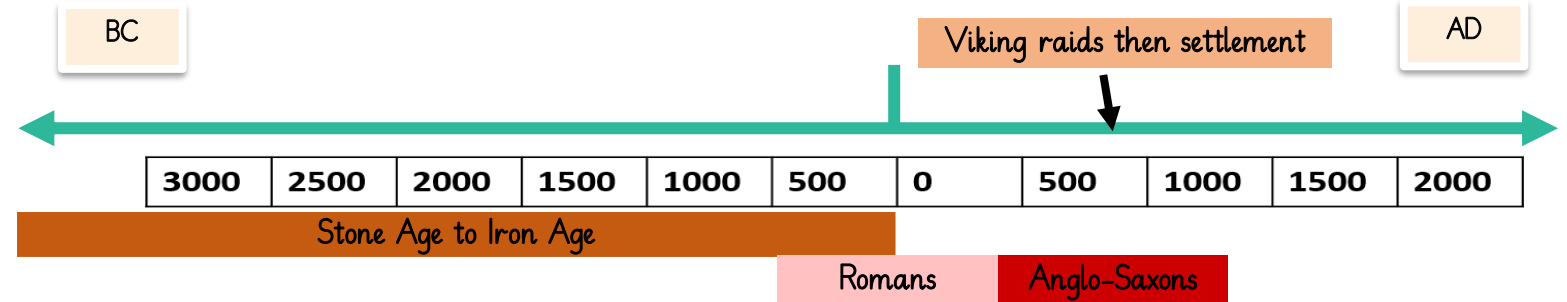 BC
Viking raids then settlement
AD
3000 2500 2000 1500 1000 500 0 500 1000 1500 2000
Stone Age to Iron Age
Romans
Anglo-Saxons